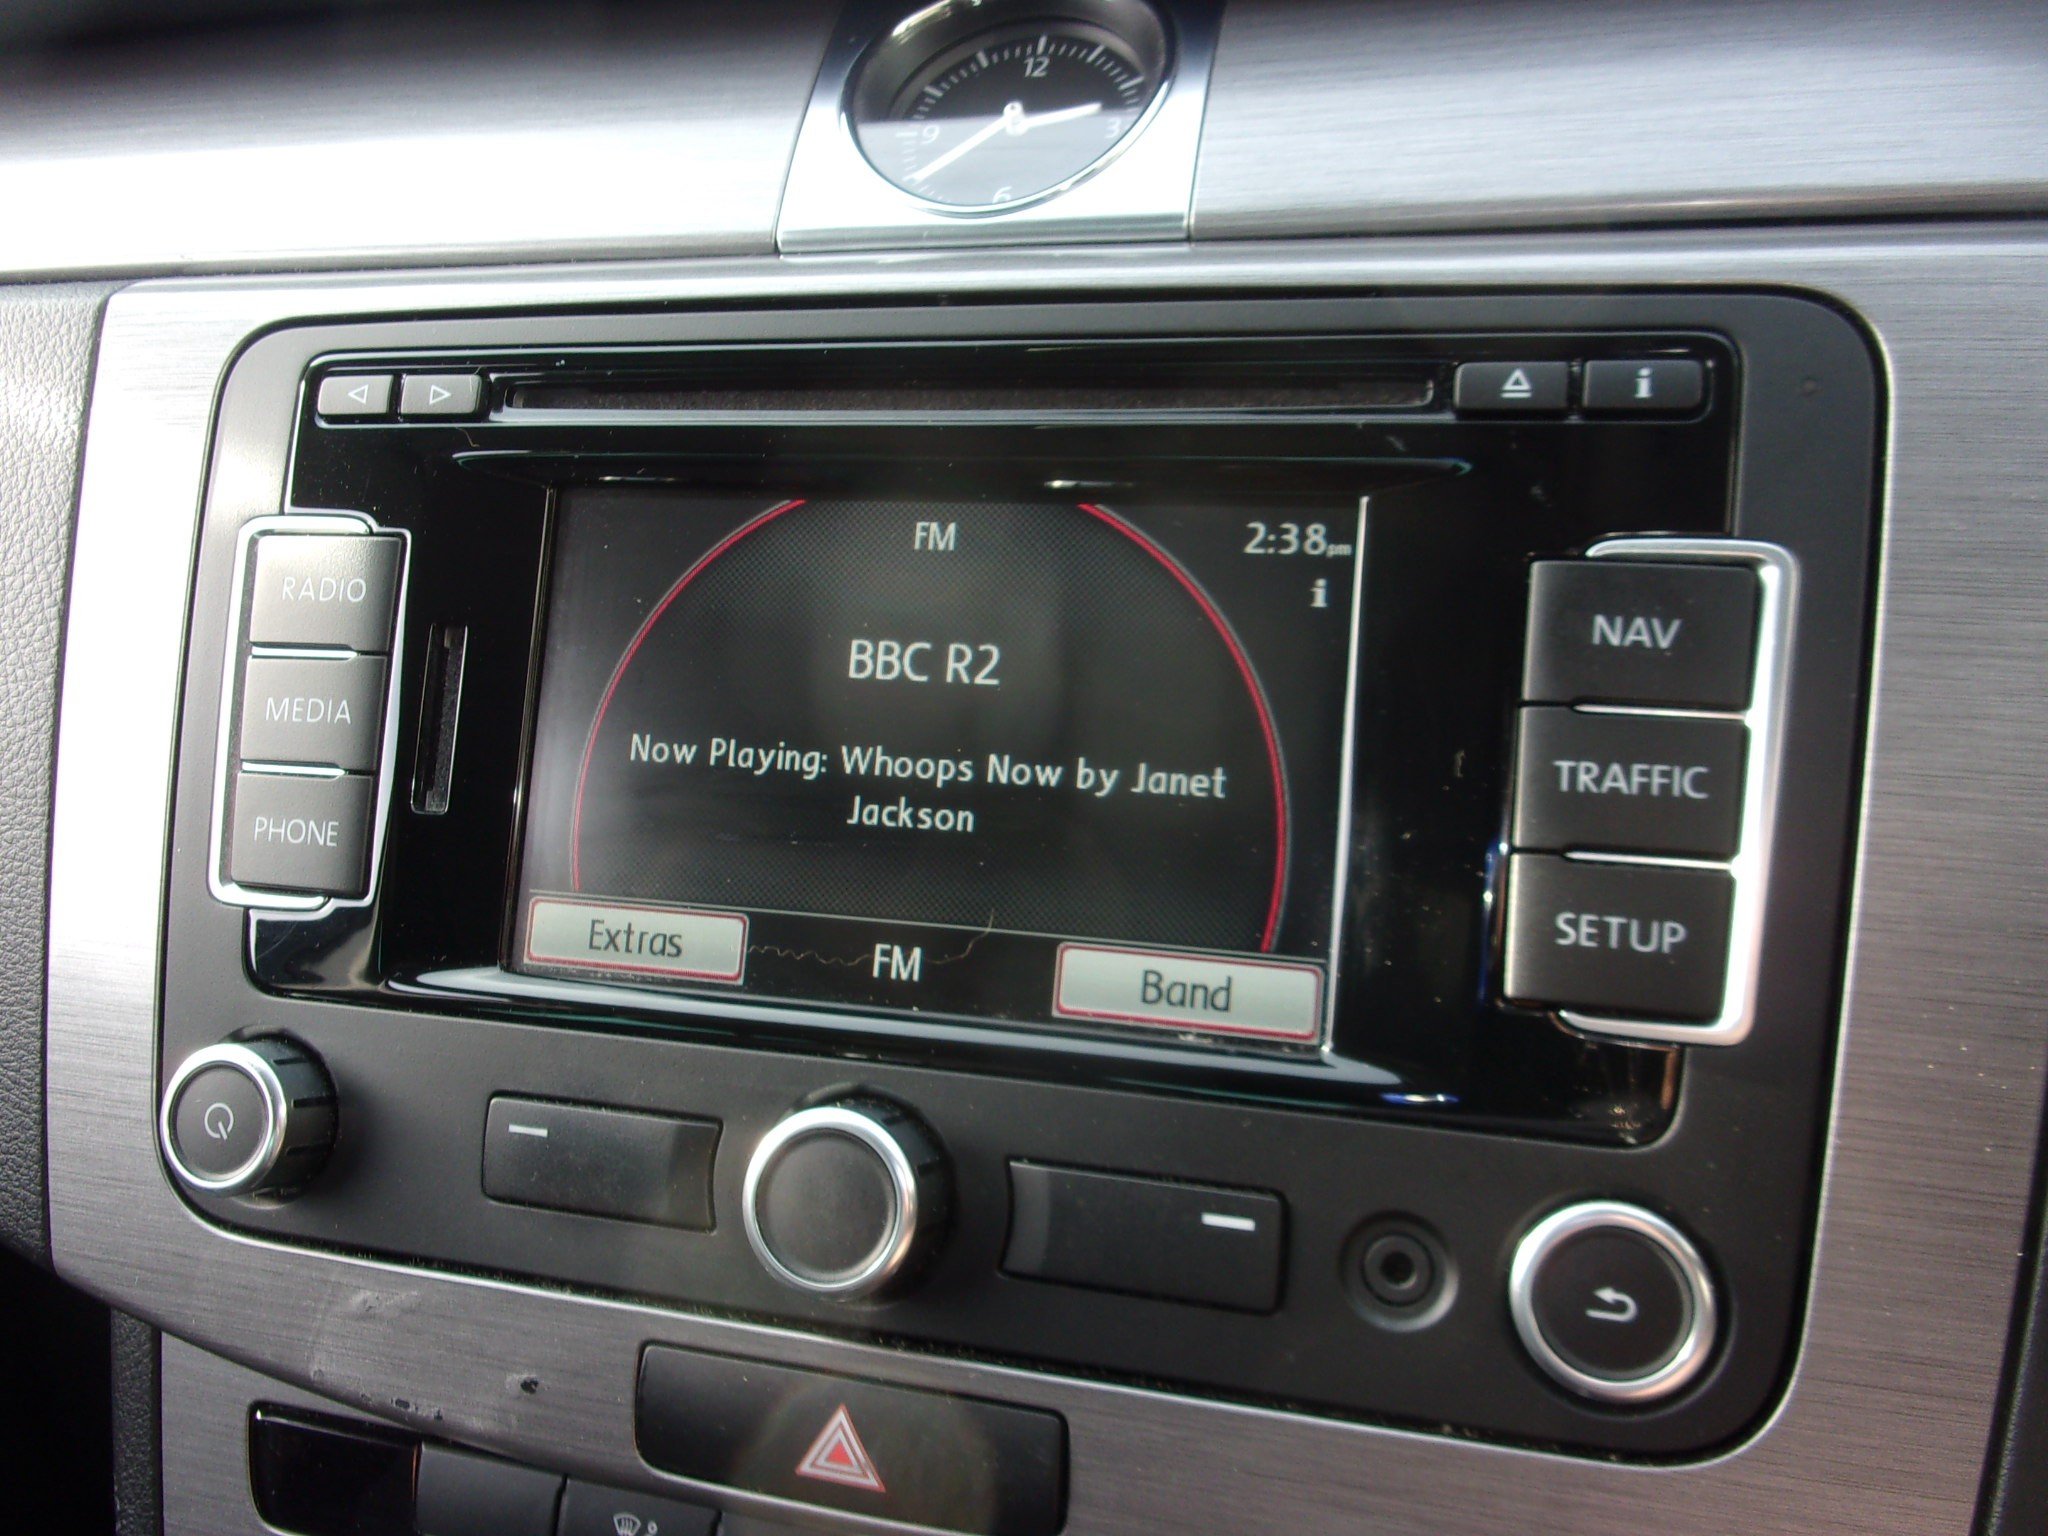 12
9
3
6
FM
2:38pm
i
i
RADIO
MEDIA
PHONE
BBC R2
Now Playing: Whoops Now by Janet
Jackson
Extras
FM
Band
NAV
TRAFFIC
SETUP